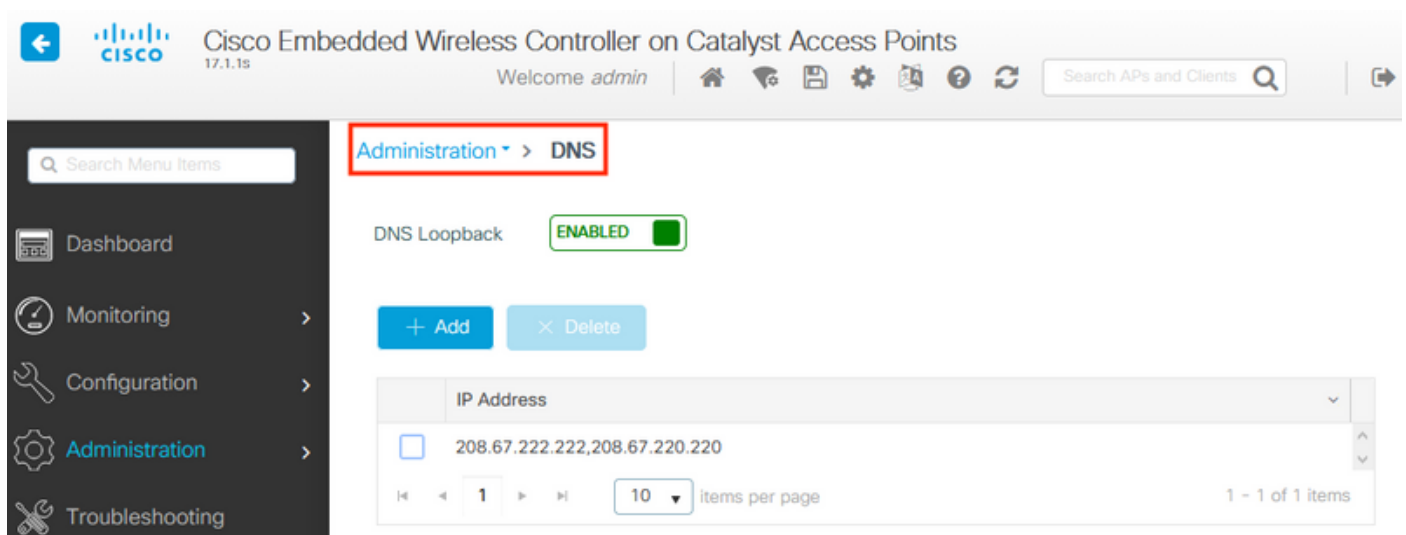 CISCO
Cisco Embedded Wireless Controller on Catalyst Access Points
17.1.1s
Welcome admin
Search APs and Clients
Search Menu Items
Administration > DNS
Dashboard
DNS Loopback
ENABLED
Monitoring
+ Add
× Delete
Configuration
IP Address
Administration
208.67.222.222,208.67.220.220
1
10
items per page
1 - 1 of 1 items
Troubleshooting